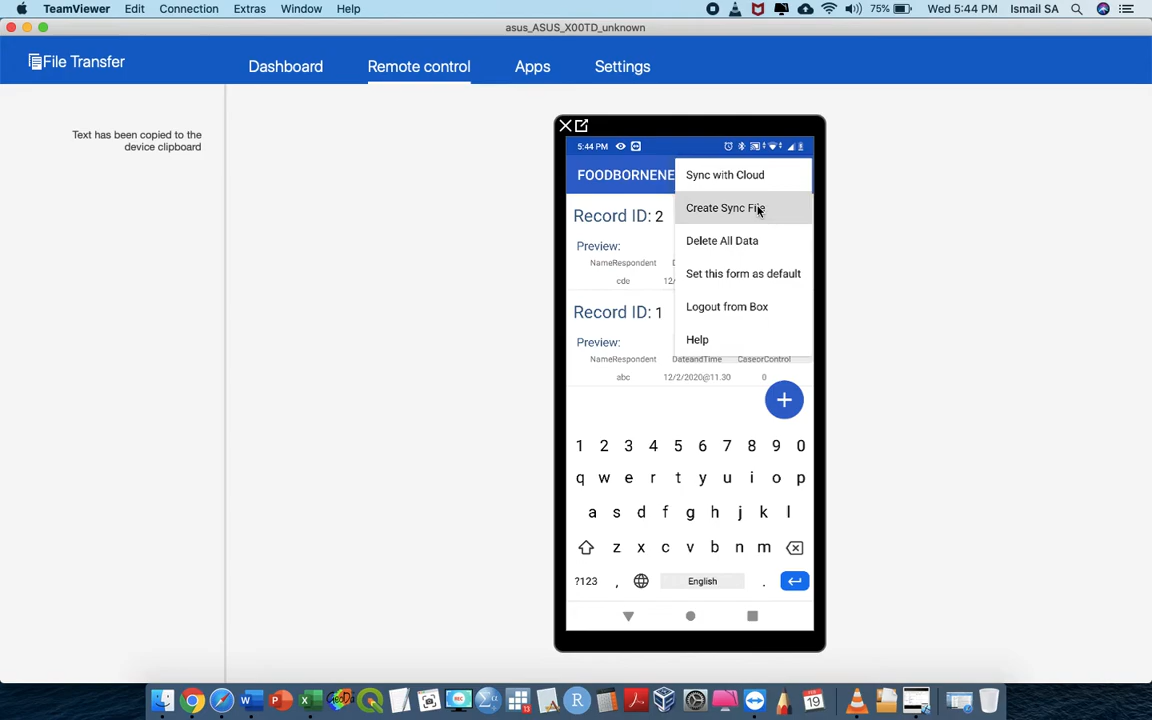 TeamViewer Edit Connection Extras Window Help 75% Wed 5:44 PM Ismail SA
asus_ASUS_X00TD_unknown
File Transfer Dashboard Remote control Apps Settings
Text has been copied to the
device clipboard
5:44 PM
FOODBORNENE
Sync with Cloud
Create Sync File
Delete All Data
Set this form as default
Logout from Box
Help
Record ID: 2
Preview:
NameRespondent
cde 12/
Record ID: 1
Preview:
NameRespondent DateandTime CaseorControl
abc 12/2/2020@11.30 0
+
1 2 3 4 5 6 7 8 9 0
q w e r t y u i o p
a s d f g h j k l
z x c v b n m
?123 , English .